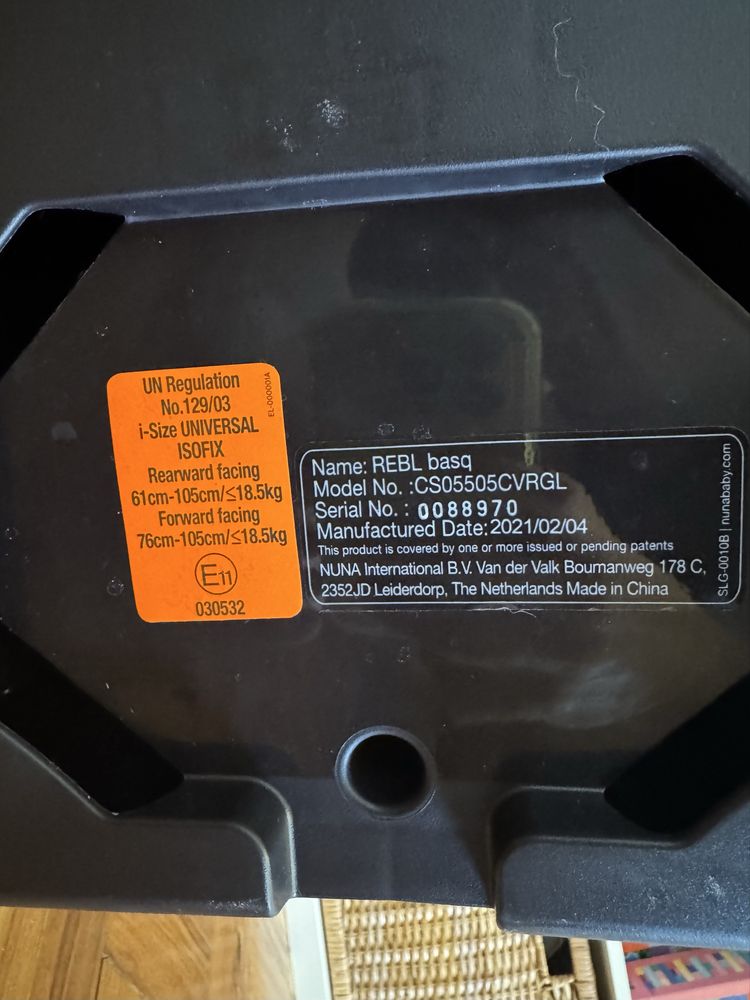 UN Regulation
No.129/03
i-Size UNIVERSAL
ISOFIX
Rearward facing
61cm-105cm/≤18.5kg
Forward facing
76cm-105cm/≤18.5kg
E11
030532
EL-000001A
Name: REBL basq
Model No. :CS05505CVRGL
Serial No. : 0088970
Manufactured Date: 2021/02/04
This product is covered by one or more issued or pending patents
NUNA International B.V. Van der Valk Boumanweg 178 C,
2352JD Leiderdorp, The Netherlands Made in China
SLG-0010B | nunababy.com